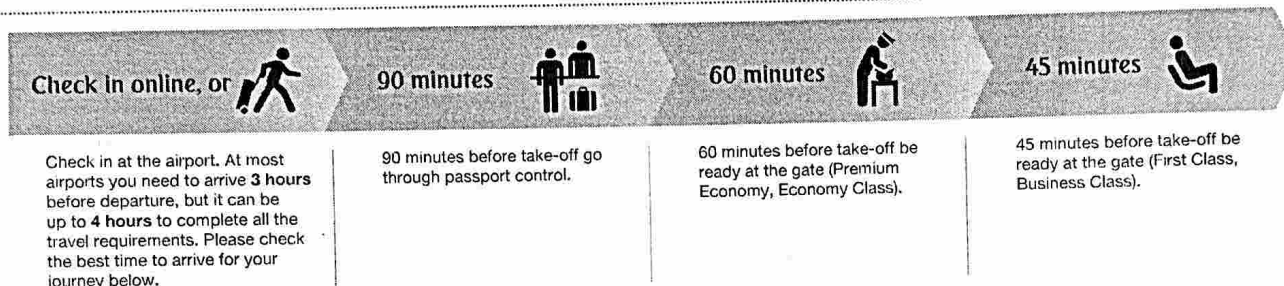 Check in online, or
90 minutes
60 minutes
45 minutes
Check in at the airport. At most
airports you need to arrive 3 hours
before departure, but it can be
up to 4 hours to complete all the
travel requirements. Please check
the best time to arrive for your
journey below.
90 minutes before take-off go
through passport control.
60 minutes before take-off be
ready at the gate (Premium
Economy, Economy Class).
45 minutes before take-off be
ready at the gate (First Class,
Business Class).